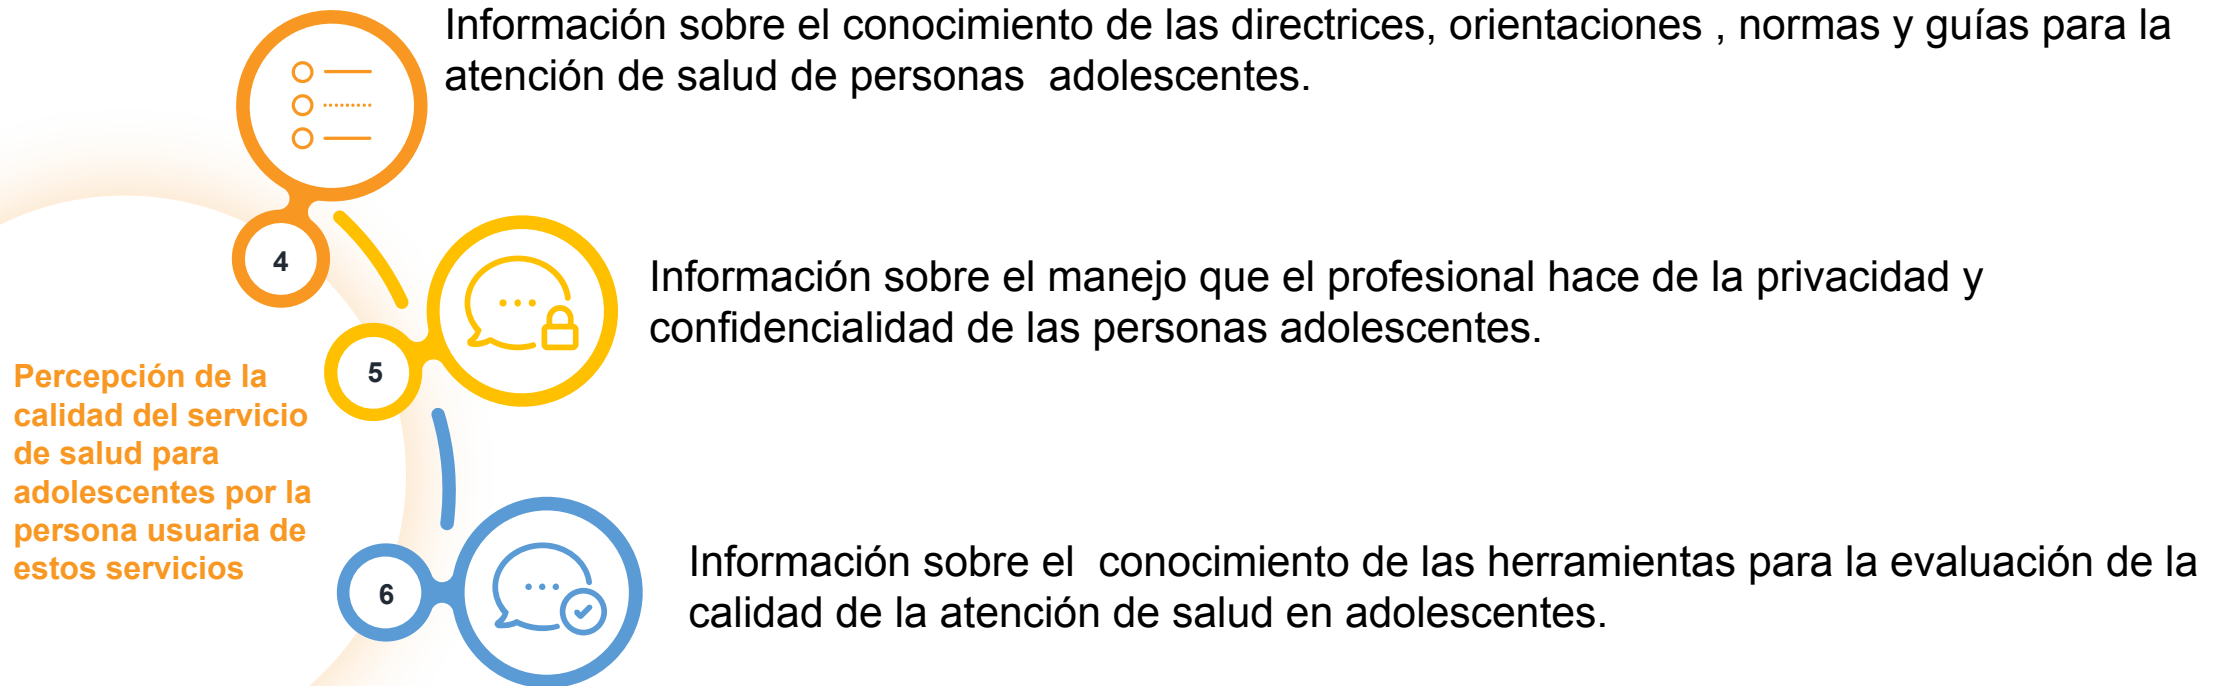 Información sobre el conocimiento de las directrices, orientaciones , normas y guías para la
atención de salud de personas  adolescentes.
4
Información sobre el manejo que el profesional hace de la privacidad y
confidencialidad de las personas adolescentes.
5
Percepción de la
calidad del servicio
de salud para
adolescentes por la
persona usuaria de
estos servicios
Información sobre el  conocimiento de las herramientas para la evaluación de la
calidad de la atención de salud en adolescentes.
6